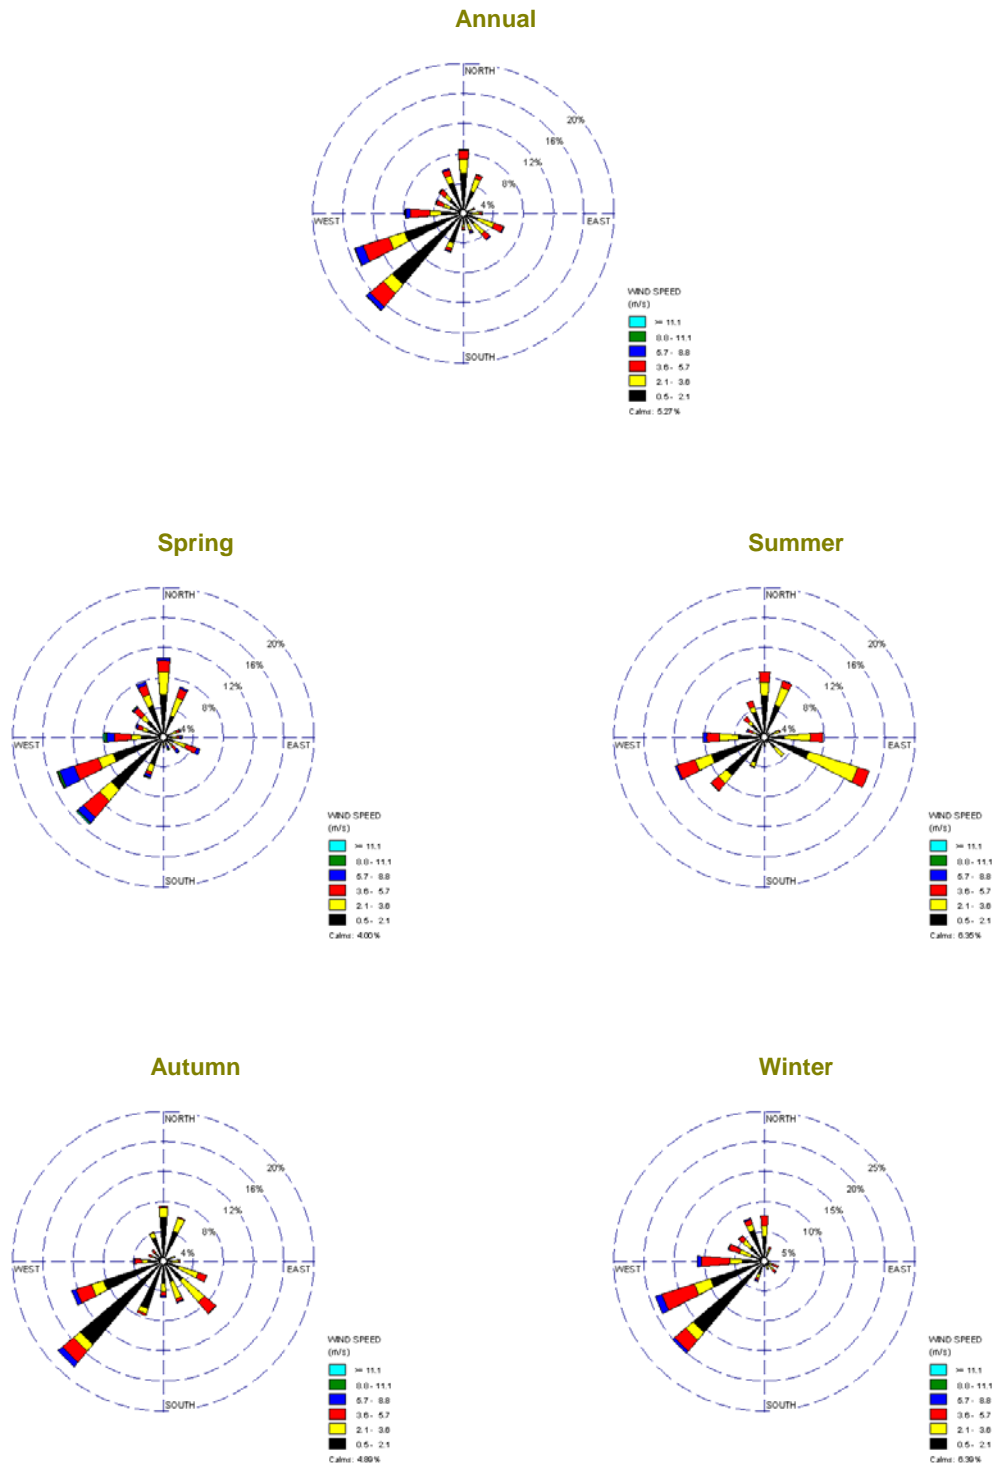 Annual
NORTH
20%
16%
12%
8%
4%
WEST
EAST
SOUTH
WIND SPEED
(m/s)
>= 11.1
8.8 - 11.1
5.7 - 8.8
3.6 - 5.7
2.1 - 3.6
0.5 - 2.1
Calms: 5.27%
Spring
Summer
NORTH
20%
16%
12%
8%
4%
WEST
EAST
SOUTH
WIND SPEED
(m/s)
>= 11.1
8.8 - 11.1
5.7 - 8.8
3.6 - 5.7
2.1 - 3.6
0.5 - 2.1
Calms: 4.00%
NORTH
20%
16%
12%
8%
4%
WEST
EAST
SOUTH
WIND SPEED
(m/s)
>= 11.1
8.8 - 11.1
5.7 - 8.8
3.6 - 5.7
2.1 - 3.6
0.5 - 2.1
Calms: 6.35%
Autumn
Winter
NORTH
20%
16%
12%
8%
4%
WEST
EAST
SOUTH
WIND SPEED
(m/s)
>= 11.1
8.8 - 11.1
5.7 - 8.8
3.6 - 5.7
2.1 - 3.6
0.5 - 2.1
Calms: 4.89%
NORTH
25%
20%
15%
10%
5%
WEST
EAST
SOUTH
WIND SPEED
(m/s)
>= 11.1
8.8 - 11.1
5.7 - 8.8
3.6 - 5.7
2.1 - 3.6
0.5 - 2.1
Calms: 6.39%